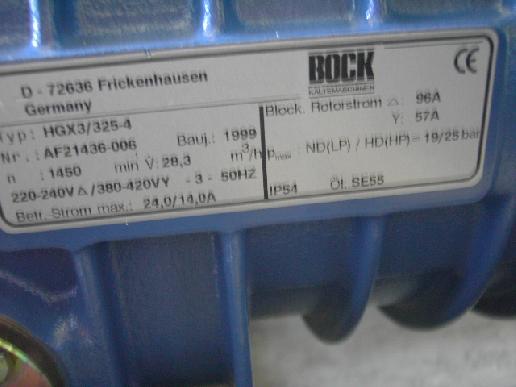 D - 72636 Frickenhausen
Germany
BOCK
KÄLTEMASCHINEN
CE
Typ: HGX3/325-4
Nr.: AF21436-006 Bauj.: 1999
n : 1450 min V: 28,3 m³/h
220-240V △/380-420VY - 3 - 50HZ
Betr. Strom max.: 24,0/14,0A
Block. Rotorstrom △: 96A
Y: 57A
Pmax: ND(LP) / HD(HP)= 19/25 bar
IP54 Öl. SE55